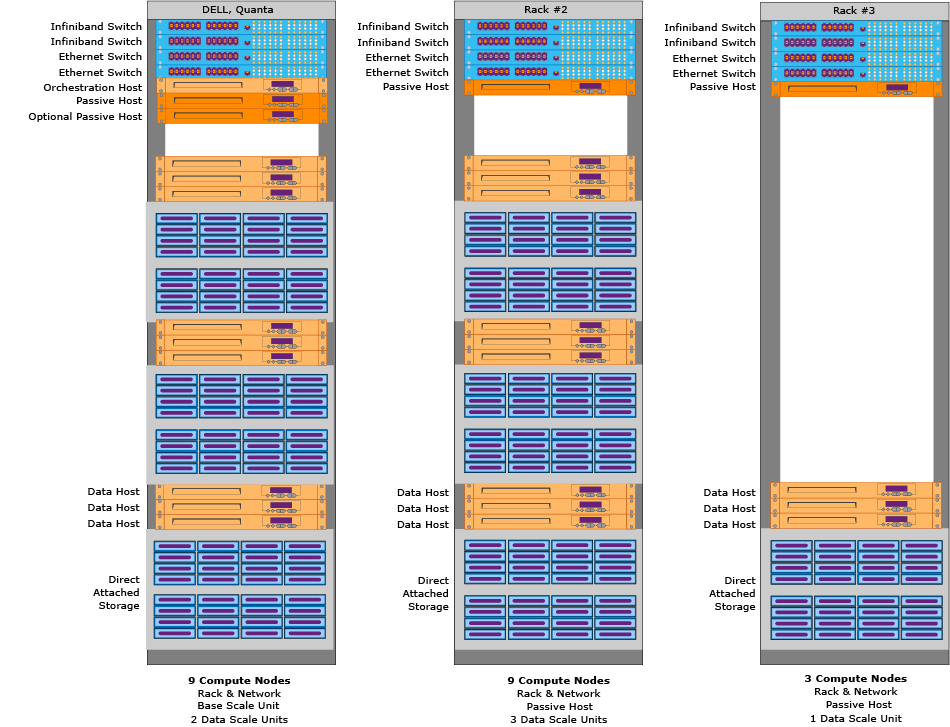 DELL, Quanta
Infiniband Switch
Infiniband Switch
Ethernet Switch
Ethernet Switch
Orchestration Host
Passive Host
Optional Passive Host
Data Host
Data Host
Data Host
Direct
Attached
Storage
9 Compute Nodes
Rack & Network
Base Scale Unit
2 Data Scale Units
Rack #2
Infiniband Switch
Infiniband Switch
Ethernet Switch
Ethernet Switch
Passive Host
Data Host
Data Host
Data Host
Direct
Attached
Storage
9 Compute Nodes
Rack & Network
Passive Host
3 Data Scale Units
Rack #3
Infiniband Switch
Infiniband Switch
Ethernet Switch
Ethernet Switch
Passive Host
Data Host
Data Host
Data Host
Direct
Attached
Storage
3 Compute Nodes
Rack & Network
Passive Host
1 Data Scale Unit